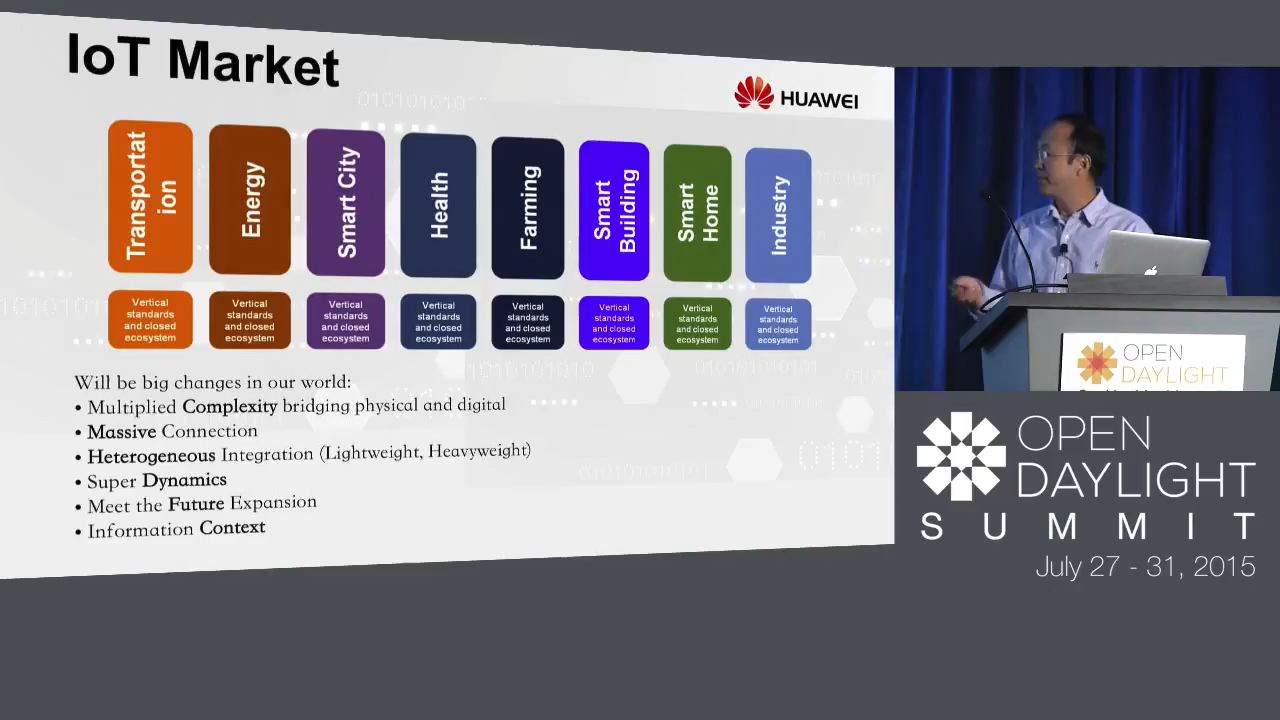 IoT Market
HUAWEI
Transportat
ion
Energy
Smart City
Health
Farming
Smart
Building
Smart
Home
Industry
Vertical
standards
and closed
ecosystem
Vertical
standards
and closed
ecosystem
Vertical
standards
and closed
ecosystem
Vertical
standards
and closed
ecosystem
Vertical
standards
and closed
ecosystem
Vertical
standards
and closed
ecosystem
Vertical
standards
and closed
ecosystem
Vertical
standards
and closed
ecosystem
Will be big changes in our world:
• Multiplied Complexity bridging physical and digital
• Massive Connection
• Heterogeneous Integration (Lightweight, Heavyweight)
• Super Dynamics
• Meet the Future Expansion
• Information Context
OPEN
DAYLIGHT
OPEN
DAYLIGHT
SUMMIT
July 27 - 31, 2015